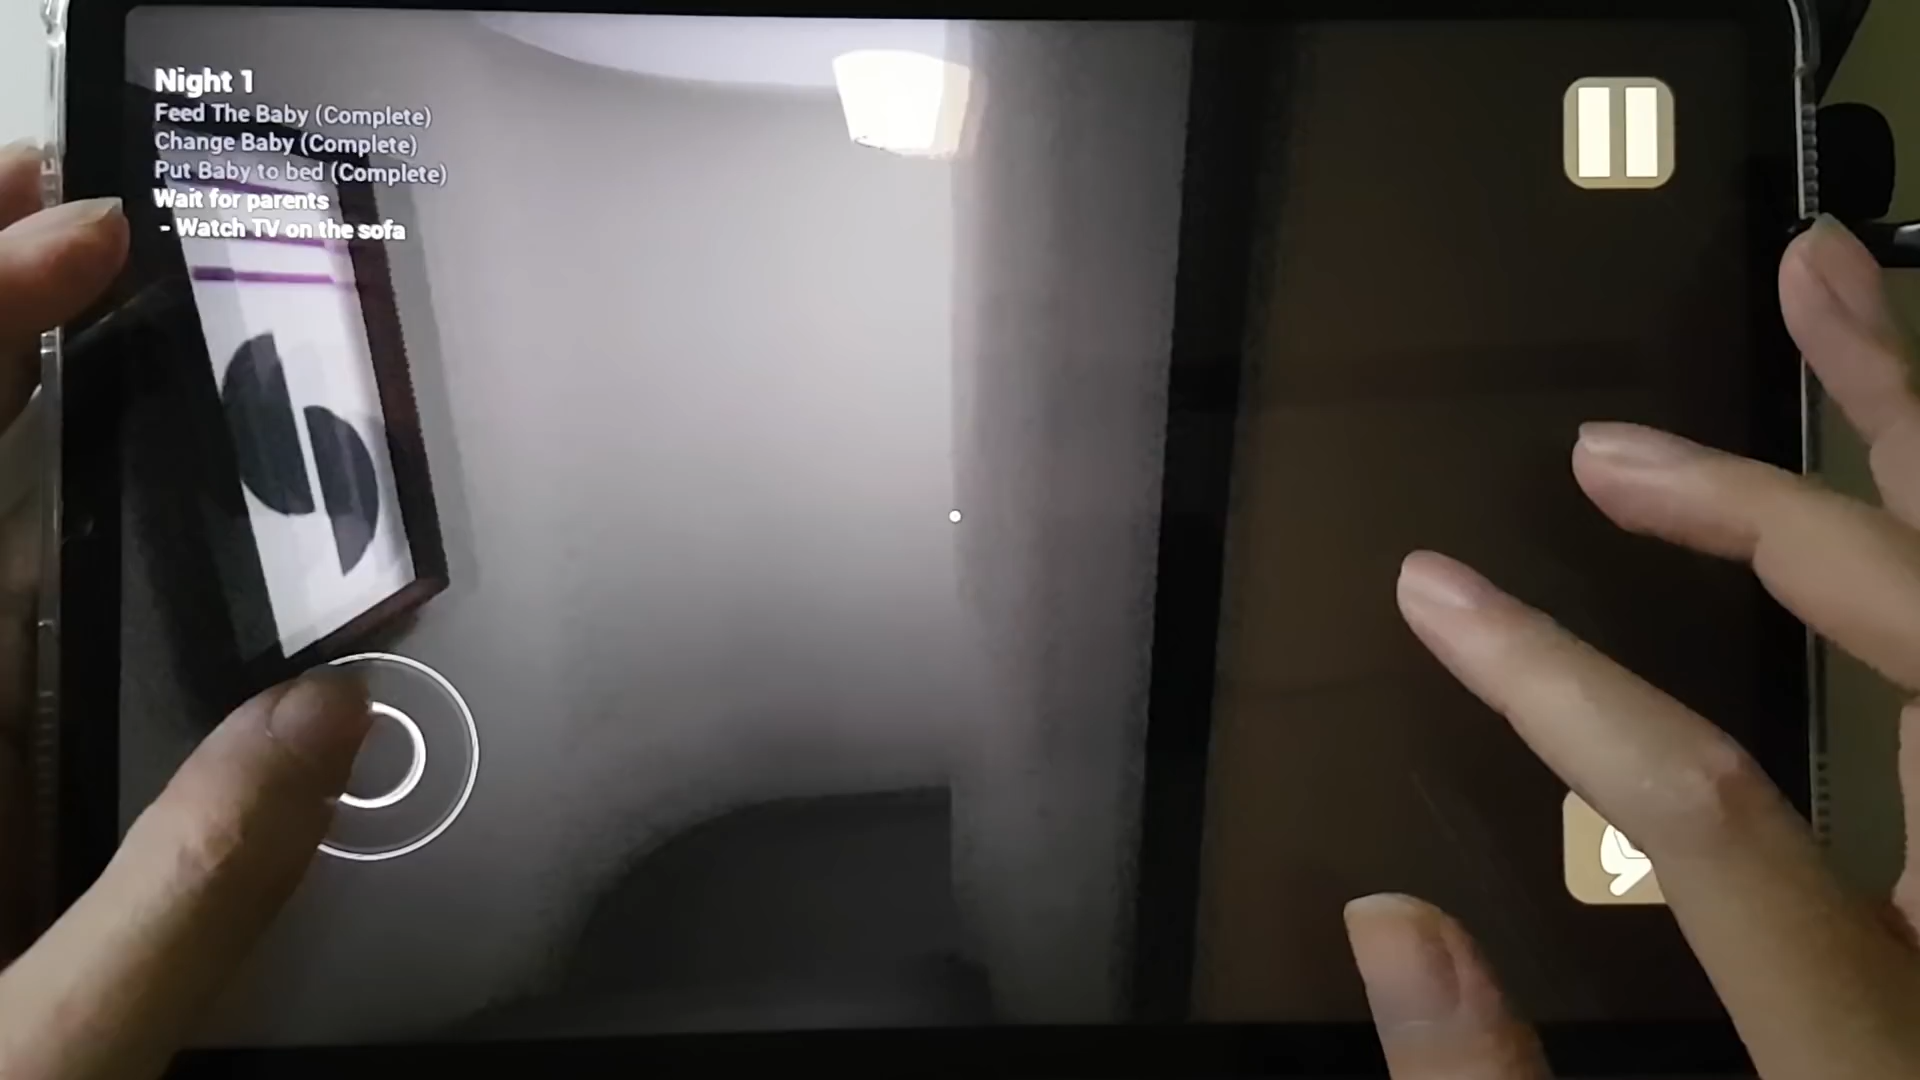 Night 1
Feed The Baby (Complete)
Change Baby (Complete)
Put Baby to bed (Complete)
Wait for parents
- Watch TV on the sofa